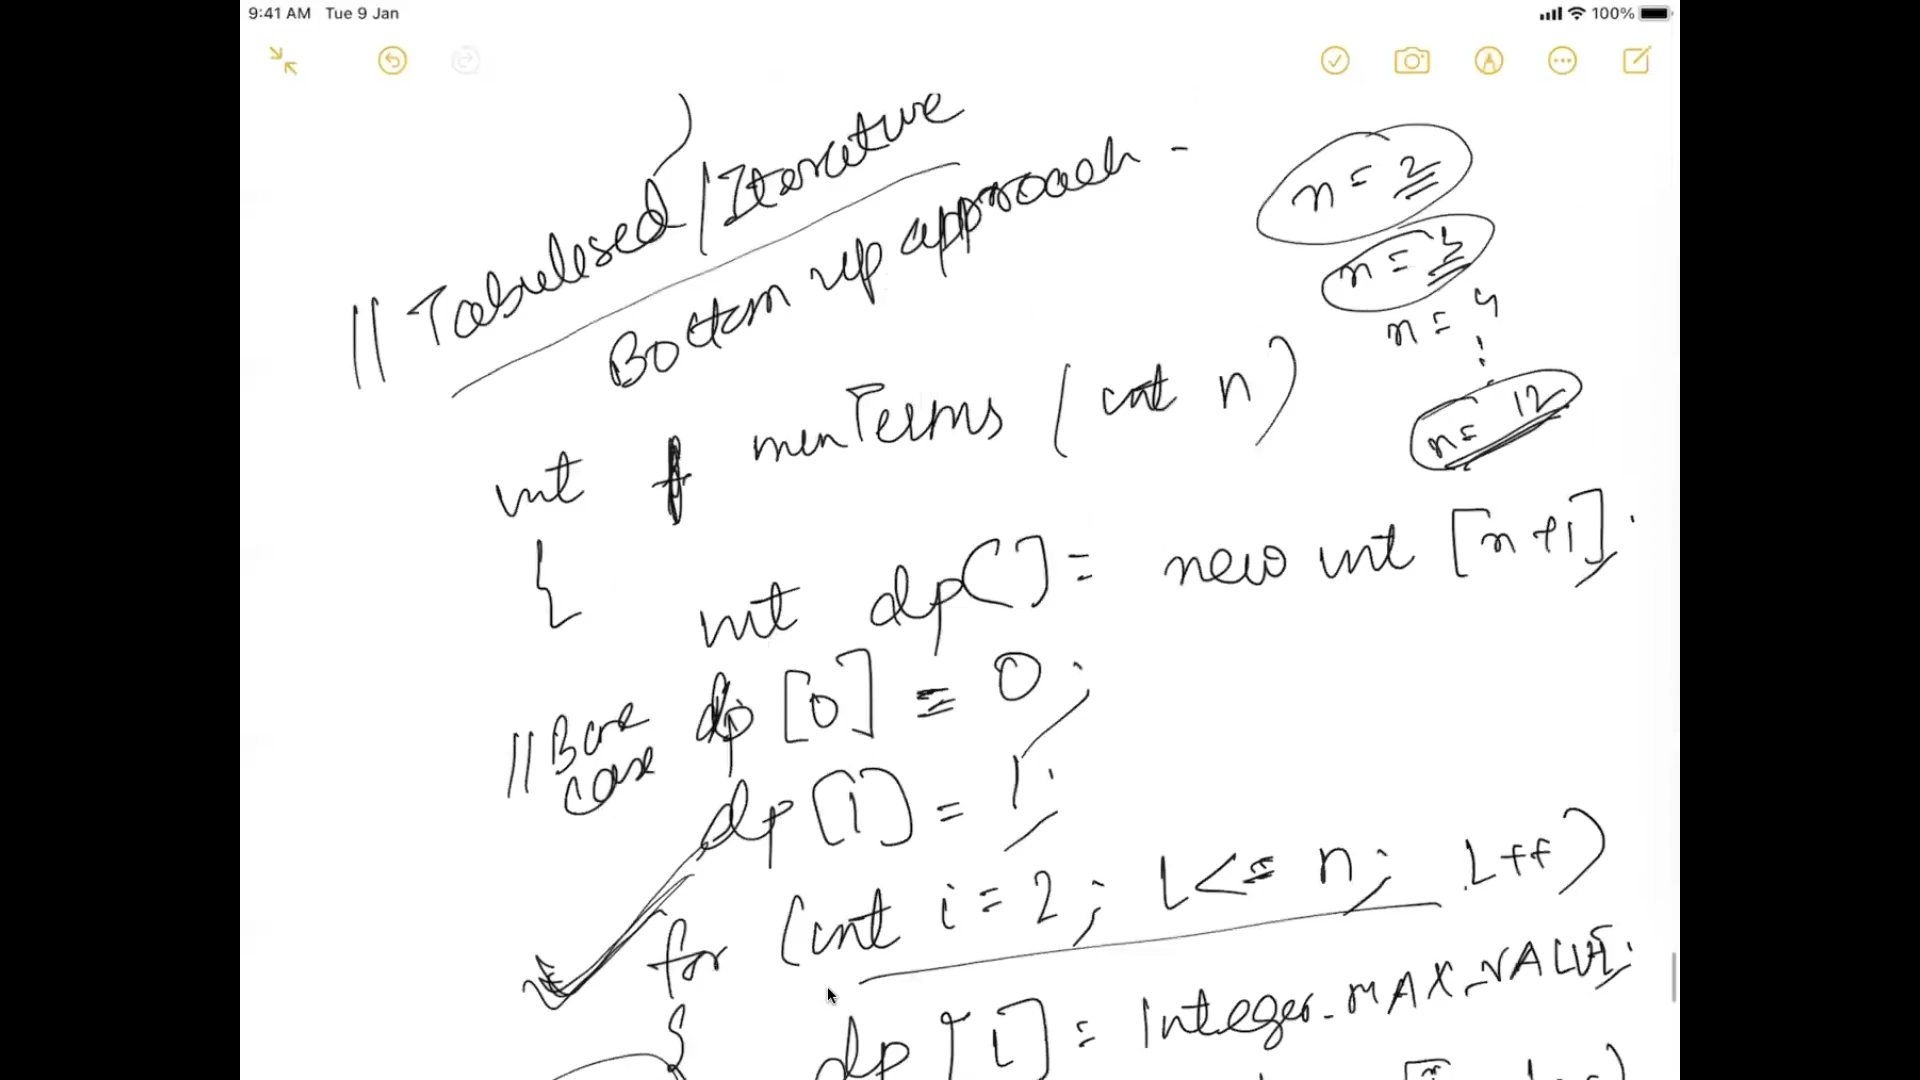 9:41 AM Tue 9 Jan
100%
// Tabulised / Iterative
Bottom up approach -
n = 2
n = 3
n = 4
n = 12
int minTerms (int n)
{
int dp[] = new int [n+1];
// Base case dp[0] = 0;
dp[1] = 1;
for (int i = 2; i <= n; i++)
{
dp[i] = Integer.MAX_VALUE;